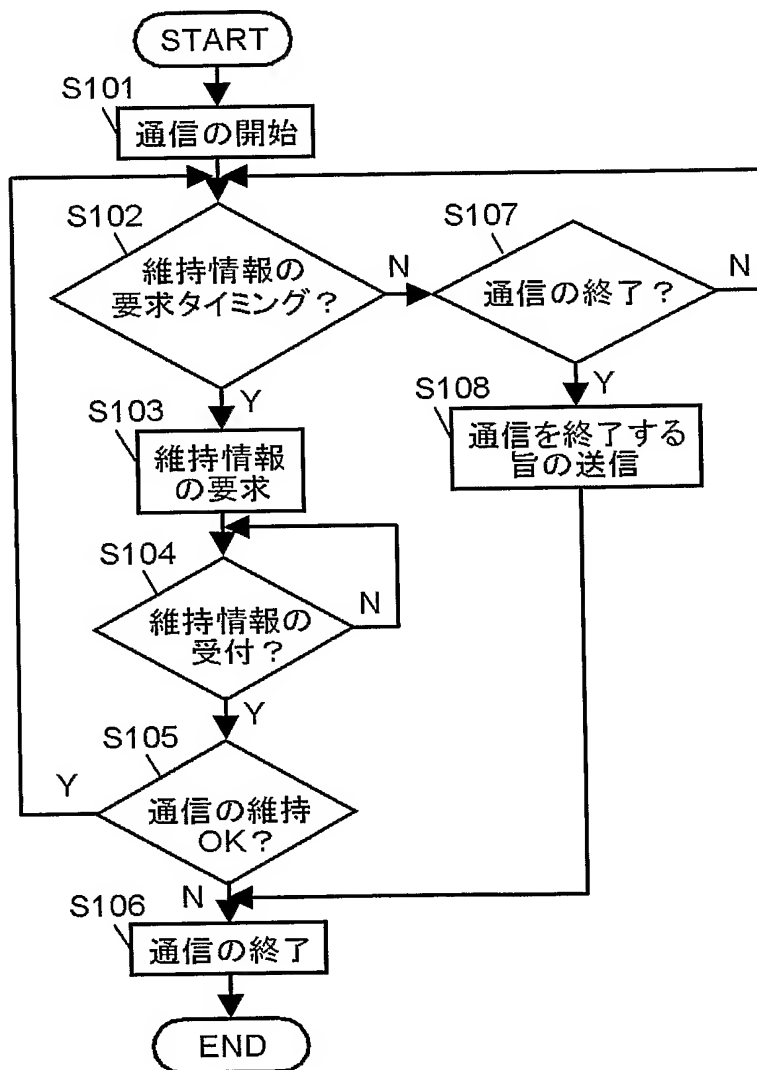 START
S101
通信の開始
S102
維持情報の
要求タイミング?
N
S107
通信の終了?
N
Y
S103
維持情報
の要求
Y
S108
通信を終了する
旨の送信
S104
維持情報の
受付?
N
Y
S105
通信の維持
OK?
Y
N
S106
通信の終了
END